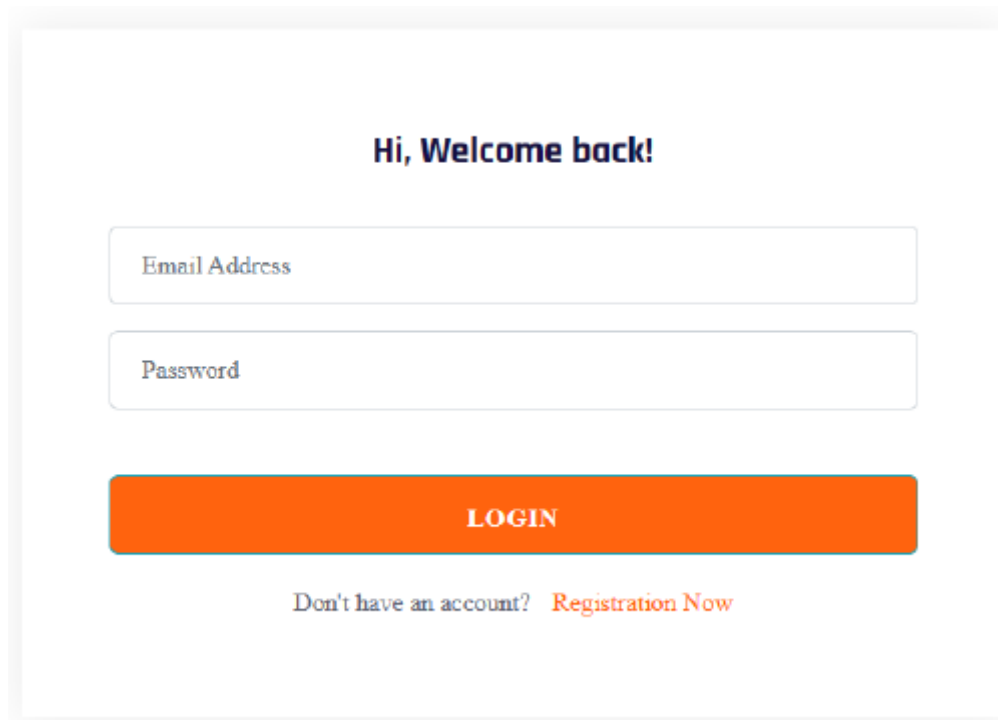 Hi, Welcome back!
Email Address
Password
LOGIN
Don't have an account? Registration Now